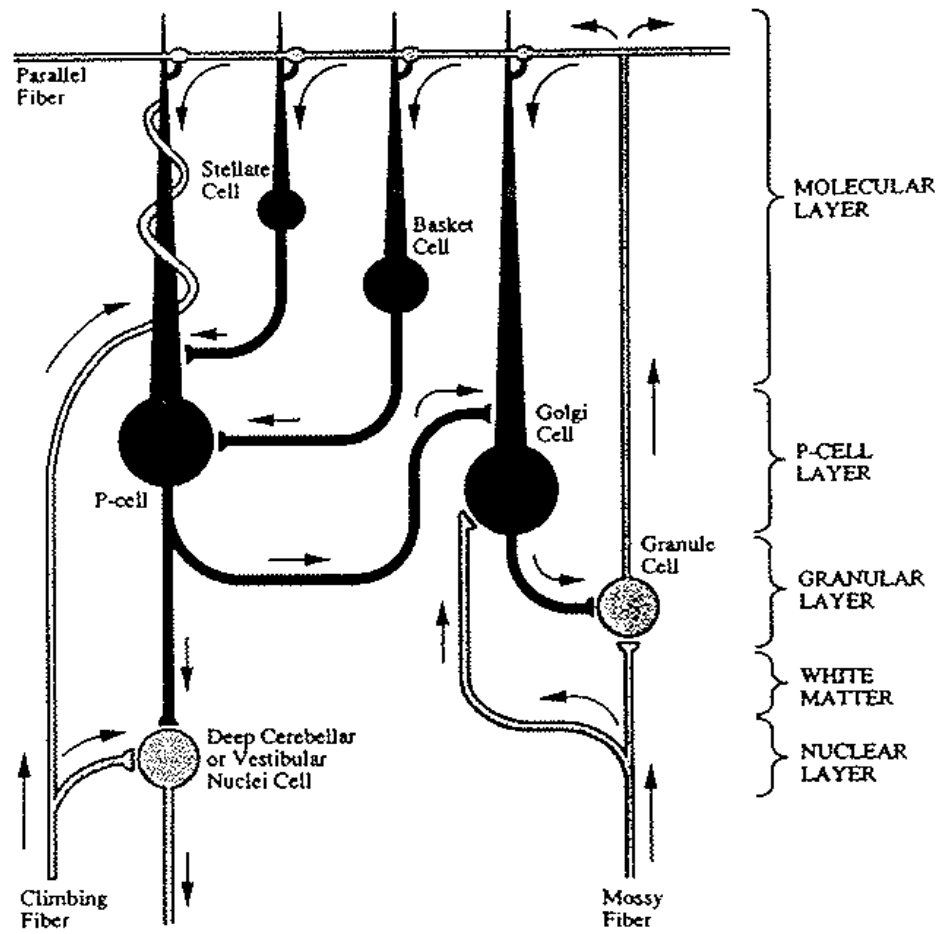 Parallel
Fiber
Stellate
Cell
Basket
Cell
MOLECULAR
LAYER
Golgi
Cell
P-CELL
LAYER
P-cell
Granule
Cell
GRANULAR
LAYER
WHITE
MATTER
Deep Cerebellar
or Vestibular
Nuclei Cell
NUCLEAR
LAYER
Climbing
Fiber
Mossy
Fiber